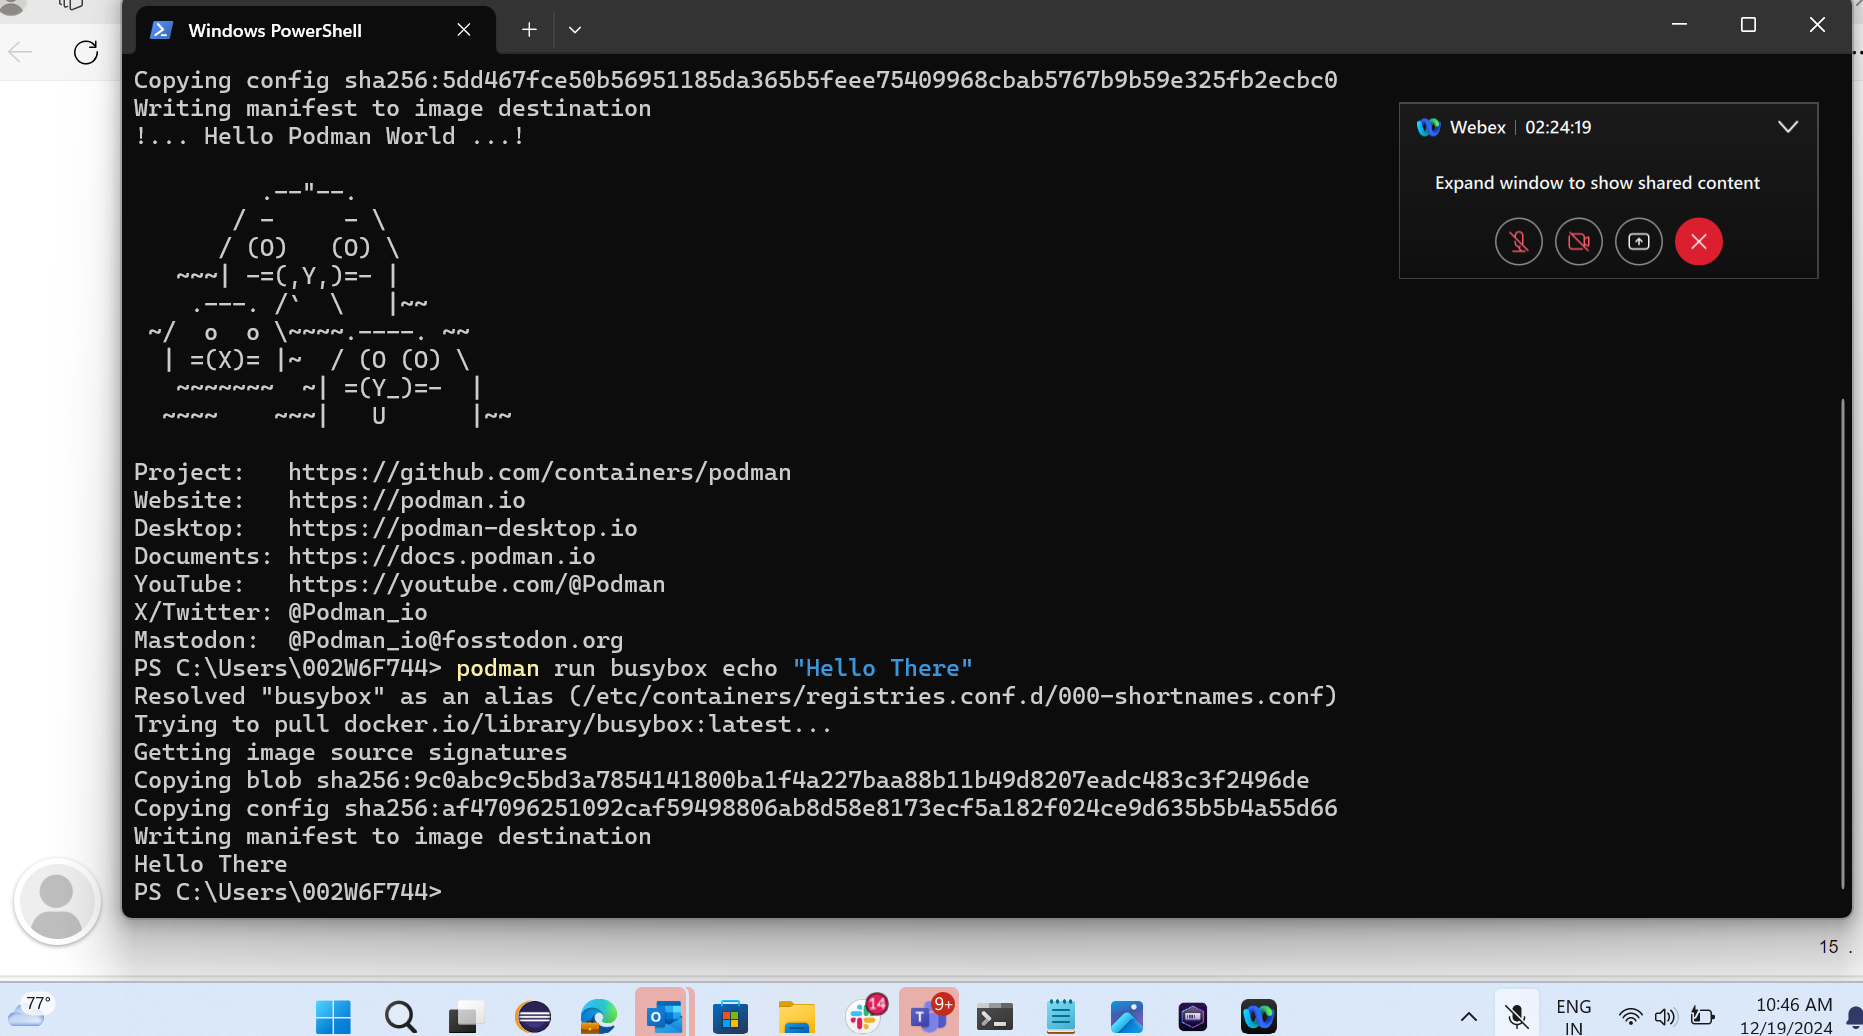 Windows PowerShell
Copying config sha256:5dd467fce50b56951185da365b5feee75409968cbab5767b9b59e325fb2ecbc0
Writing manifest to image destination
!... Hello Podman World ...!
         .--"--.
       / -     - \
      / (O)   (O) \
   ~~~| -=(,Y,)=- |
    .---. /`  \   |~~
 ~/  o  o \~~~~.----. ~~
  | =(X)= |~  / (O (O) \
   ~~~~~~~  ~| =(Y_)=-  |
  ~~~~    ~~~|   U      |~~
Project:   https://github.com/containers/podman
Website:   https://podman.io
Desktop:   https://podman-desktop.io
Documents: https://docs.podman.io
YouTube:   https://youtube.com/@Podman
X/Twitter: @Podman_io
Mastodon:  @Podman_io@fosstodon.org
PS C:\Users\002W6F744> podman run busybox echo "Hello There"
Resolved "busybox" as an alias (/etc/containers/registries.conf.d/000-shortnames.conf)
Trying to pull docker.io/library/busybox:latest...
Getting image source signatures
Copying blob sha256:9c0abc9c5bd3a7854141800ba1f4a227baa88b11b49d8207eadc483c3f2496de
Copying config sha256:af47096251092caf59498806ab8d58e8173ecf5a182f024ce9d635b5b4a55d66
Writing manifest to image destination
Hello There
PS C:\Users\002W6F744>
Webex | 02:24:19
Expand window to show shared content
15 .
77°
14
9+
ENG
IN
10:46 AM
12/19/2024